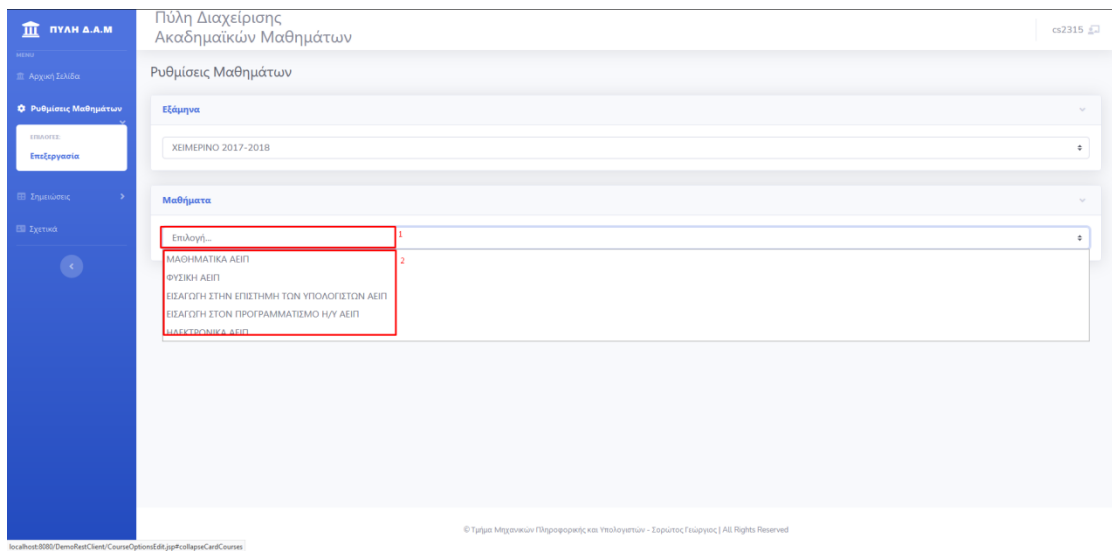 ΠΥΛΗ Δ.Α.Μ
Πύλη Διαχείρισης
Ακαδημαϊκών Μαθημάτων
cs2315
MENU
Αρχική Σελίδα
Ρυθμίσεις Μαθημάτων
ΕΠΙΛΟΓΕΣ:
Επεξεργασία
Σημειώσεις
Σχετικά
Ρυθμίσεις Μαθημάτων
Εξάμηνα
ΧΕΙΜΕΡΙΝΟ 2017-2018
Μαθήματα
Επιλογή...
1
ΜΑΘΗΜΑΤΙΚΑ ΑΕΙΠ
2
ΦΥΣΙΚΗ ΑΕΙΠ
ΕΙΣΑΓΩΓΗ ΣΤΗΝ ΕΠΙΣΤΗΜΗ ΤΩΝ ΥΠΟΛΟΓΙΣΤΩΝ ΑΕΙΠ
ΕΙΣΑΓΩΓΗ ΣΤΟΝ ΠΡΟΓΡΑΜΜΑΤΙΣΜΟ Η/Υ ΑΕΙΠ
ΗΛΕΚΤΡΟΝΙΚΑ ΑΕΙΠ
© Τμήμα Μηχανικών Πληροφορικής και Υπολογιστών - Σορώτος Γεώργιος | All Rights Reserved
localhost:8080/DemoRestClient/CourseOptionsEdit.jsp#collapseCardCourses